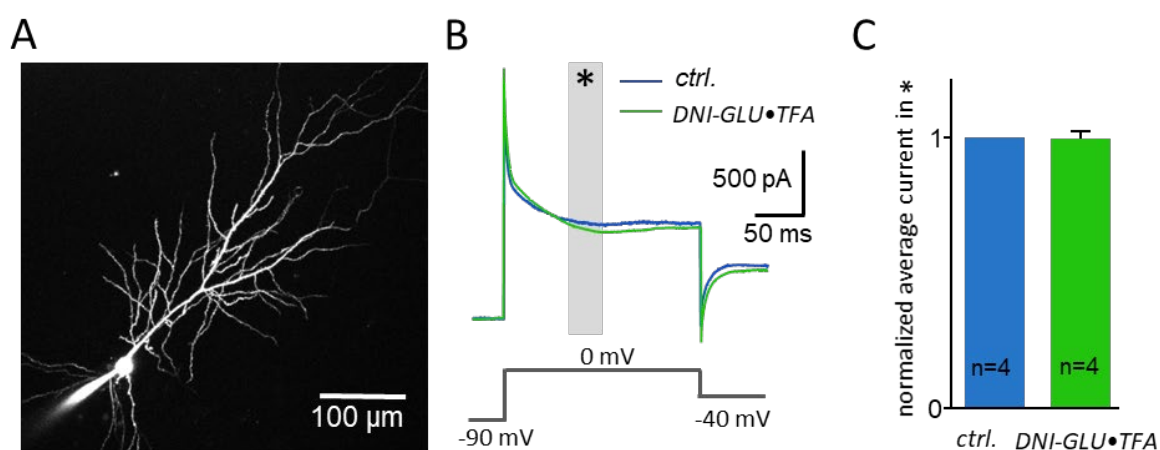 A
100 µm
B
*
ctrl.
DNI-GLU•TFA
500 pA
50 ms
0 mV
-90 mV
-40 mV
C
normalized average current in *
1
0
n=4
n=4
ctrl.
DNI-GLU•TFA